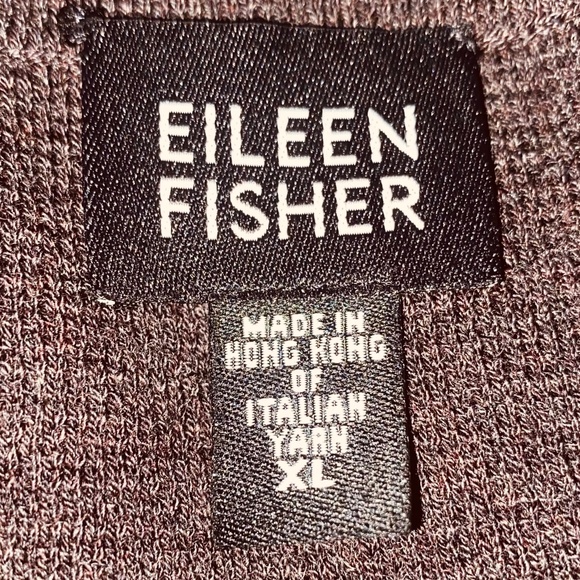 EILEEN
FISHER
MADE IN
HONG KONG
OF
ITALIAN
YARN
XL